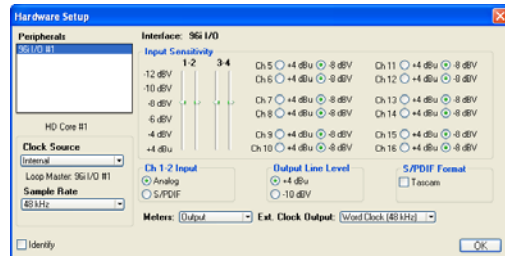 Hardware Setup
Peripherals
96i I/O #1
HD Core #1
Clock Source
Internal
Loop Master: 96i I/O #1
Sample Rate
48 kHz
Identify
Interface: 96i I/O
Input Sensitivity
1-2 3-4
-12 dBV
-10 dBV
-8 dBV
-6 dBV
-4 dBV
+4 dBu
Ch 5 +4 dBu -8 dBV Ch 11 +4 dBu -8 dBV
Ch 6 +4 dBu -8 dBV Ch 12 +4 dBu -8 dBV
Ch 7 +4 dBu -8 dBV Ch 13 +4 dBu -8 dBV
Ch 8 +4 dBu -8 dBV Ch 14 +4 dBu -8 dBV
Ch 9 +4 dBu -8 dBV Ch 15 +4 dBu -8 dBV
Ch 10 +4 dBu -8 dBV Ch 16 +4 dBu -8 dBV
Ch 1-2 Input
Analog
S/PDIF
Output Line Level
+4 dBu
-10 dBV
S/PDIF Format
Tascam
Meters: Output Ext. Clock Output: Word Clock (48 kHz)
OK